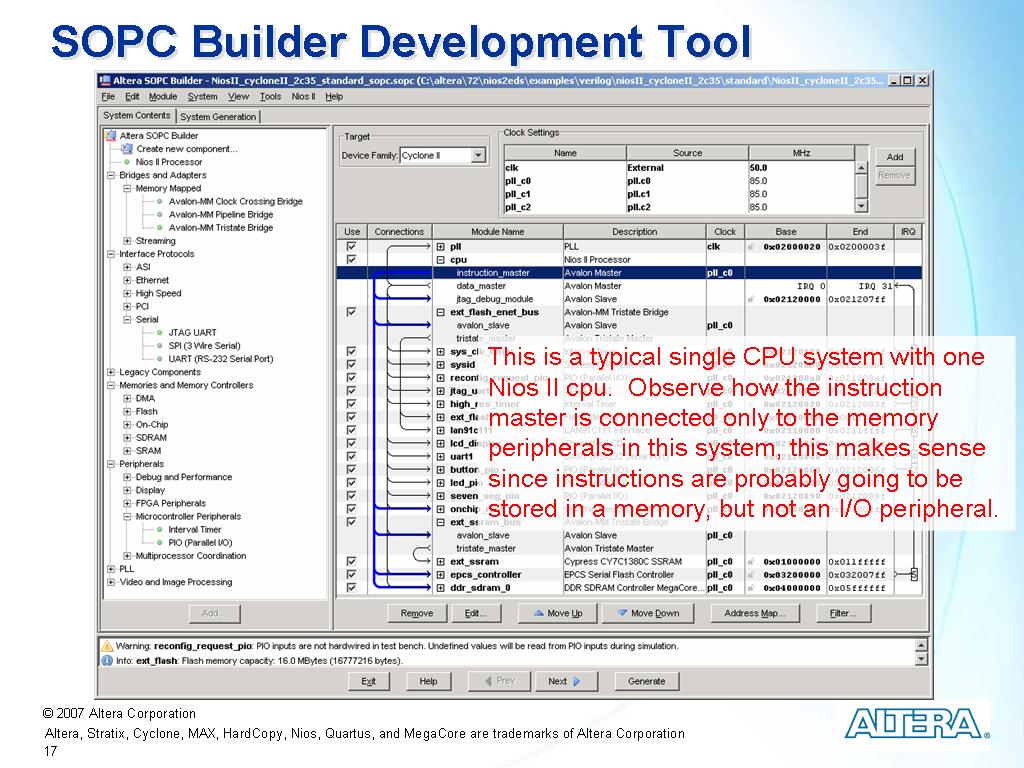 SOPC Builder Development Tool
Altera SOPC Builder - NiosII_cycloneII_2c35_standard_sopc.sopc (C:\altera\72\nios2eds\examples\verilog\niosII_cycloneII_2c35\standard\NiosII_cycloneII_2c35...
File Edit Module System View Tools Nios II Help
System Contents System Generation
Altera SOPC Builder
Create new component...
Nios II Processor
Bridges and Adapters
Memory Mapped
Avalon-MM Clock Crossing Bridge
Avalon-MM Pipeline Bridge
Avalon-MM Tristate Bridge
Streaming
Interface Protocols
ASI
Ethernet
High Speed
PCI
Serial
JTAG UART
SPI (3 Wire Serial)
UART (RS-232 Serial Port)
Legacy Components
Memories and Memory Controllers
DMA
Flash
On-Chip
SDRAM
SRAM
Peripherals
Debug and Performance
Display
FPGA Peripherals
Microcontroller Peripherals
Interval Timer
PIO (Parallel I/O)
Multiprocessor Coordination
PLL
Video and Image Processing
Add...
Target
Device Family: Cyclone II
Clock Settings
Name Source MHz
clk External 50.0
pll_c0 pll.c0 85.0
pll_c1 pll.c1 85.0
pll_c2 pll.c2 85.0
Add
Remove
Use Connections Module Name Description Clock Base End IRQ
pll PLL clk 0x02000020 0x0200003f
cpu Nios II Processor
instruction_master Avalon Master pll_c0
data_master Avalon Master IRQ 0 IRQ 31
jtag_debug_module Avalon Slave 0x02120000 0x021207ff
ext_flash_enet_bus Avalon-MM Tristate Bridge
avalon_slave Avalon Slave pll_c0
tristate_master Avalon Tristate Master
sys_cl
sysid
reconfig_request_pio PIO (Parallel I/O)
jtag_u
high_res_timer Interval Timer
ext_fl
lan91c111 LAN91C111 Interface
lcd_dis
uart1
button_pio
led_pi
seven_seg_pio PIO (Parallel I/O)
onchip
ext_ssram_bus Avalon-MM Tristate Bridge
avalon_slave Avalon Slave pll_c0
tristate_master Avalon Tristate Master
ext_ssram Cypress CY7C1380C SSRAM pll_c0 0x01000000 0x011fffff
epcs_controller EPCS Serial Flash Controller pll_c0 0x03200000 0x032007ff
ddr_sdram_0 DDR SDRAM Controller MegaCore... pll_c0 0x04000000 0x05ffffff
This is a typical single CPU system with one
Nios II cpu. Observe how the instruction
master is connected only to the memory
peripherals in this system, this makes sense
since instructions are probably going to be
stored in a memory, but not an I/O peripheral.
Remove Edit... Move Up Move Down Address Map... Filter...
Warning: reconfig_request_pio: PIO inputs are not hardwired in test bench. Undefined values will be read from PIO inputs during simulation.
Info: ext_flash: Flash memory capacity: 16.0 MBytes (16777216 bytes).
Exit Help Prev Next Generate
© 2007 Altera Corporation
Altera, Stratix, Cyclone, MAX, HardCopy, Nios, Quartus, and MegaCore are trademarks of Altera Corporation
17
ALTERA®